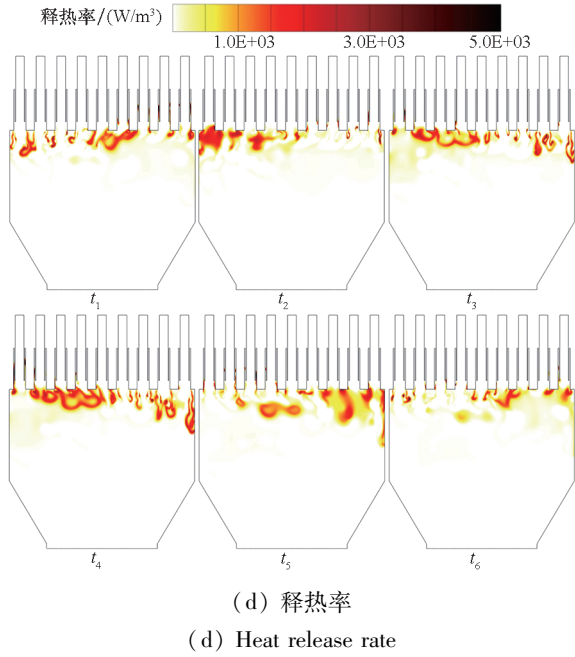 释热率/(W/m³)
1.0E+03 3.0E+03 5.0E+03
t₁ t₂ t₃
t₄ t₅ t₆
(d) 释热率
(d) Heat release rate